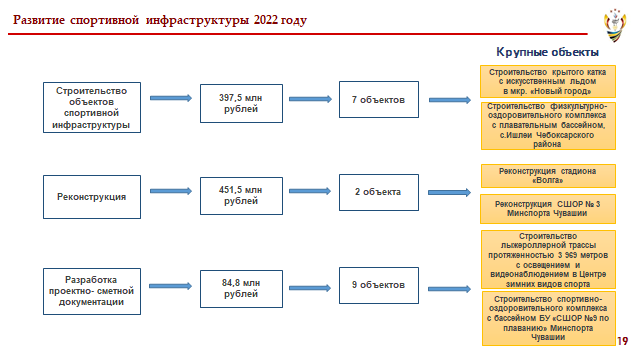 Развитие спортивной инфраструктуры 2022 году
Крупные объекты
Строительство
объектов
спортивной
инфраструктуры
397,5 млн
рублей
7 объектов
Строительство крытого катка
с искусственным льдом
в мкр. «Новый город»
Строительство физкультурно-
оздоровительного комплекса
с плавательным бассейном,
с.Ишлеи Чебоксарского
района
Реконструкция
451,5 млн
рублей
2 объекта
Реконструкция стадиона
«Волга»
Реконструкция СШОР № 3
Минспорта Чувашии
Разработка
проектно- сметной
документации
84,8 млн
рублей
9 объектов
Строительство
лыжероллерной трассы
протяженностью 3 969 метров
с освещением и
видеонаблюдением в Центре
зимних видов спорта
Строительство спортивно-
оздоровительного комплекса
с бассейном БУ «СШОР №9 по
плаванию» Минспорта
Чувашии
19